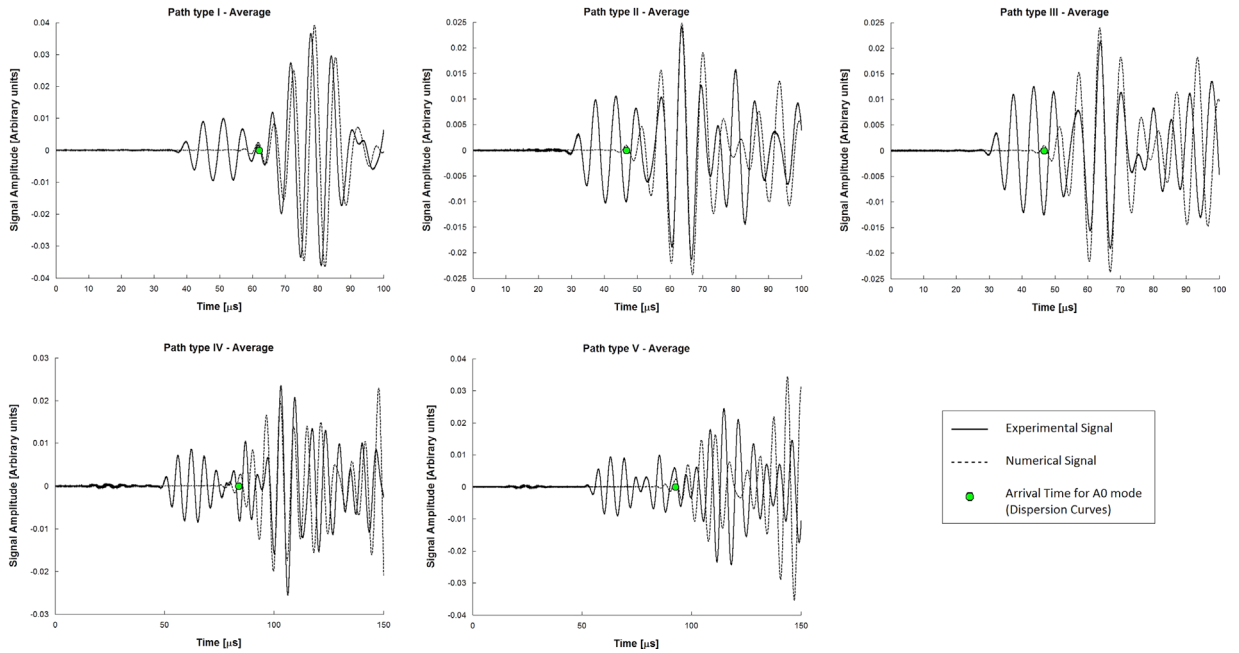 Path type I - Average
Signal Amplitude [Arbirary units]
0.04
0.03
0.02
0.01
0
-0.01
-0.02
-0.03
-0.04
0 10 20 30 40 50 60 70 80 90 100
Time [μs]
Path type II - Average
Signal Amplitude [Arbirary units]
0.025
0.02
0.015
0.01
0.005
0
-0.005
-0.01
-0.015
-0.02
-0.025
0 10 20 30 40 50 60 70 80 90 100
Time [μs]
Path type III - Average
Signal Amplitude [Arbirary units]
0.025
0.02
0.015
0.01
0.005
0
-0.005
-0.01
-0.015
-0.02
-0.025
0 10 20 30 40 50 60 70 80 90 100
Time [μs]
Path type IV - Average
Signal Amplitude [Arbirary units]
0.03
0.02
0.01
0
-0.01
-0.02
-0.03
0 50 100 150
Time [μs]
Path type V - Average
Signal Amplitude [Arbirary units]
0.04
0.03
0.02
0.01
0
-0.01
-0.02
-0.03
-0.04
0 50 100 150
Time [μs]
Experimental Signal
Numerical Signal
Arrival Time for A0 mode
(Dispersion Curves)